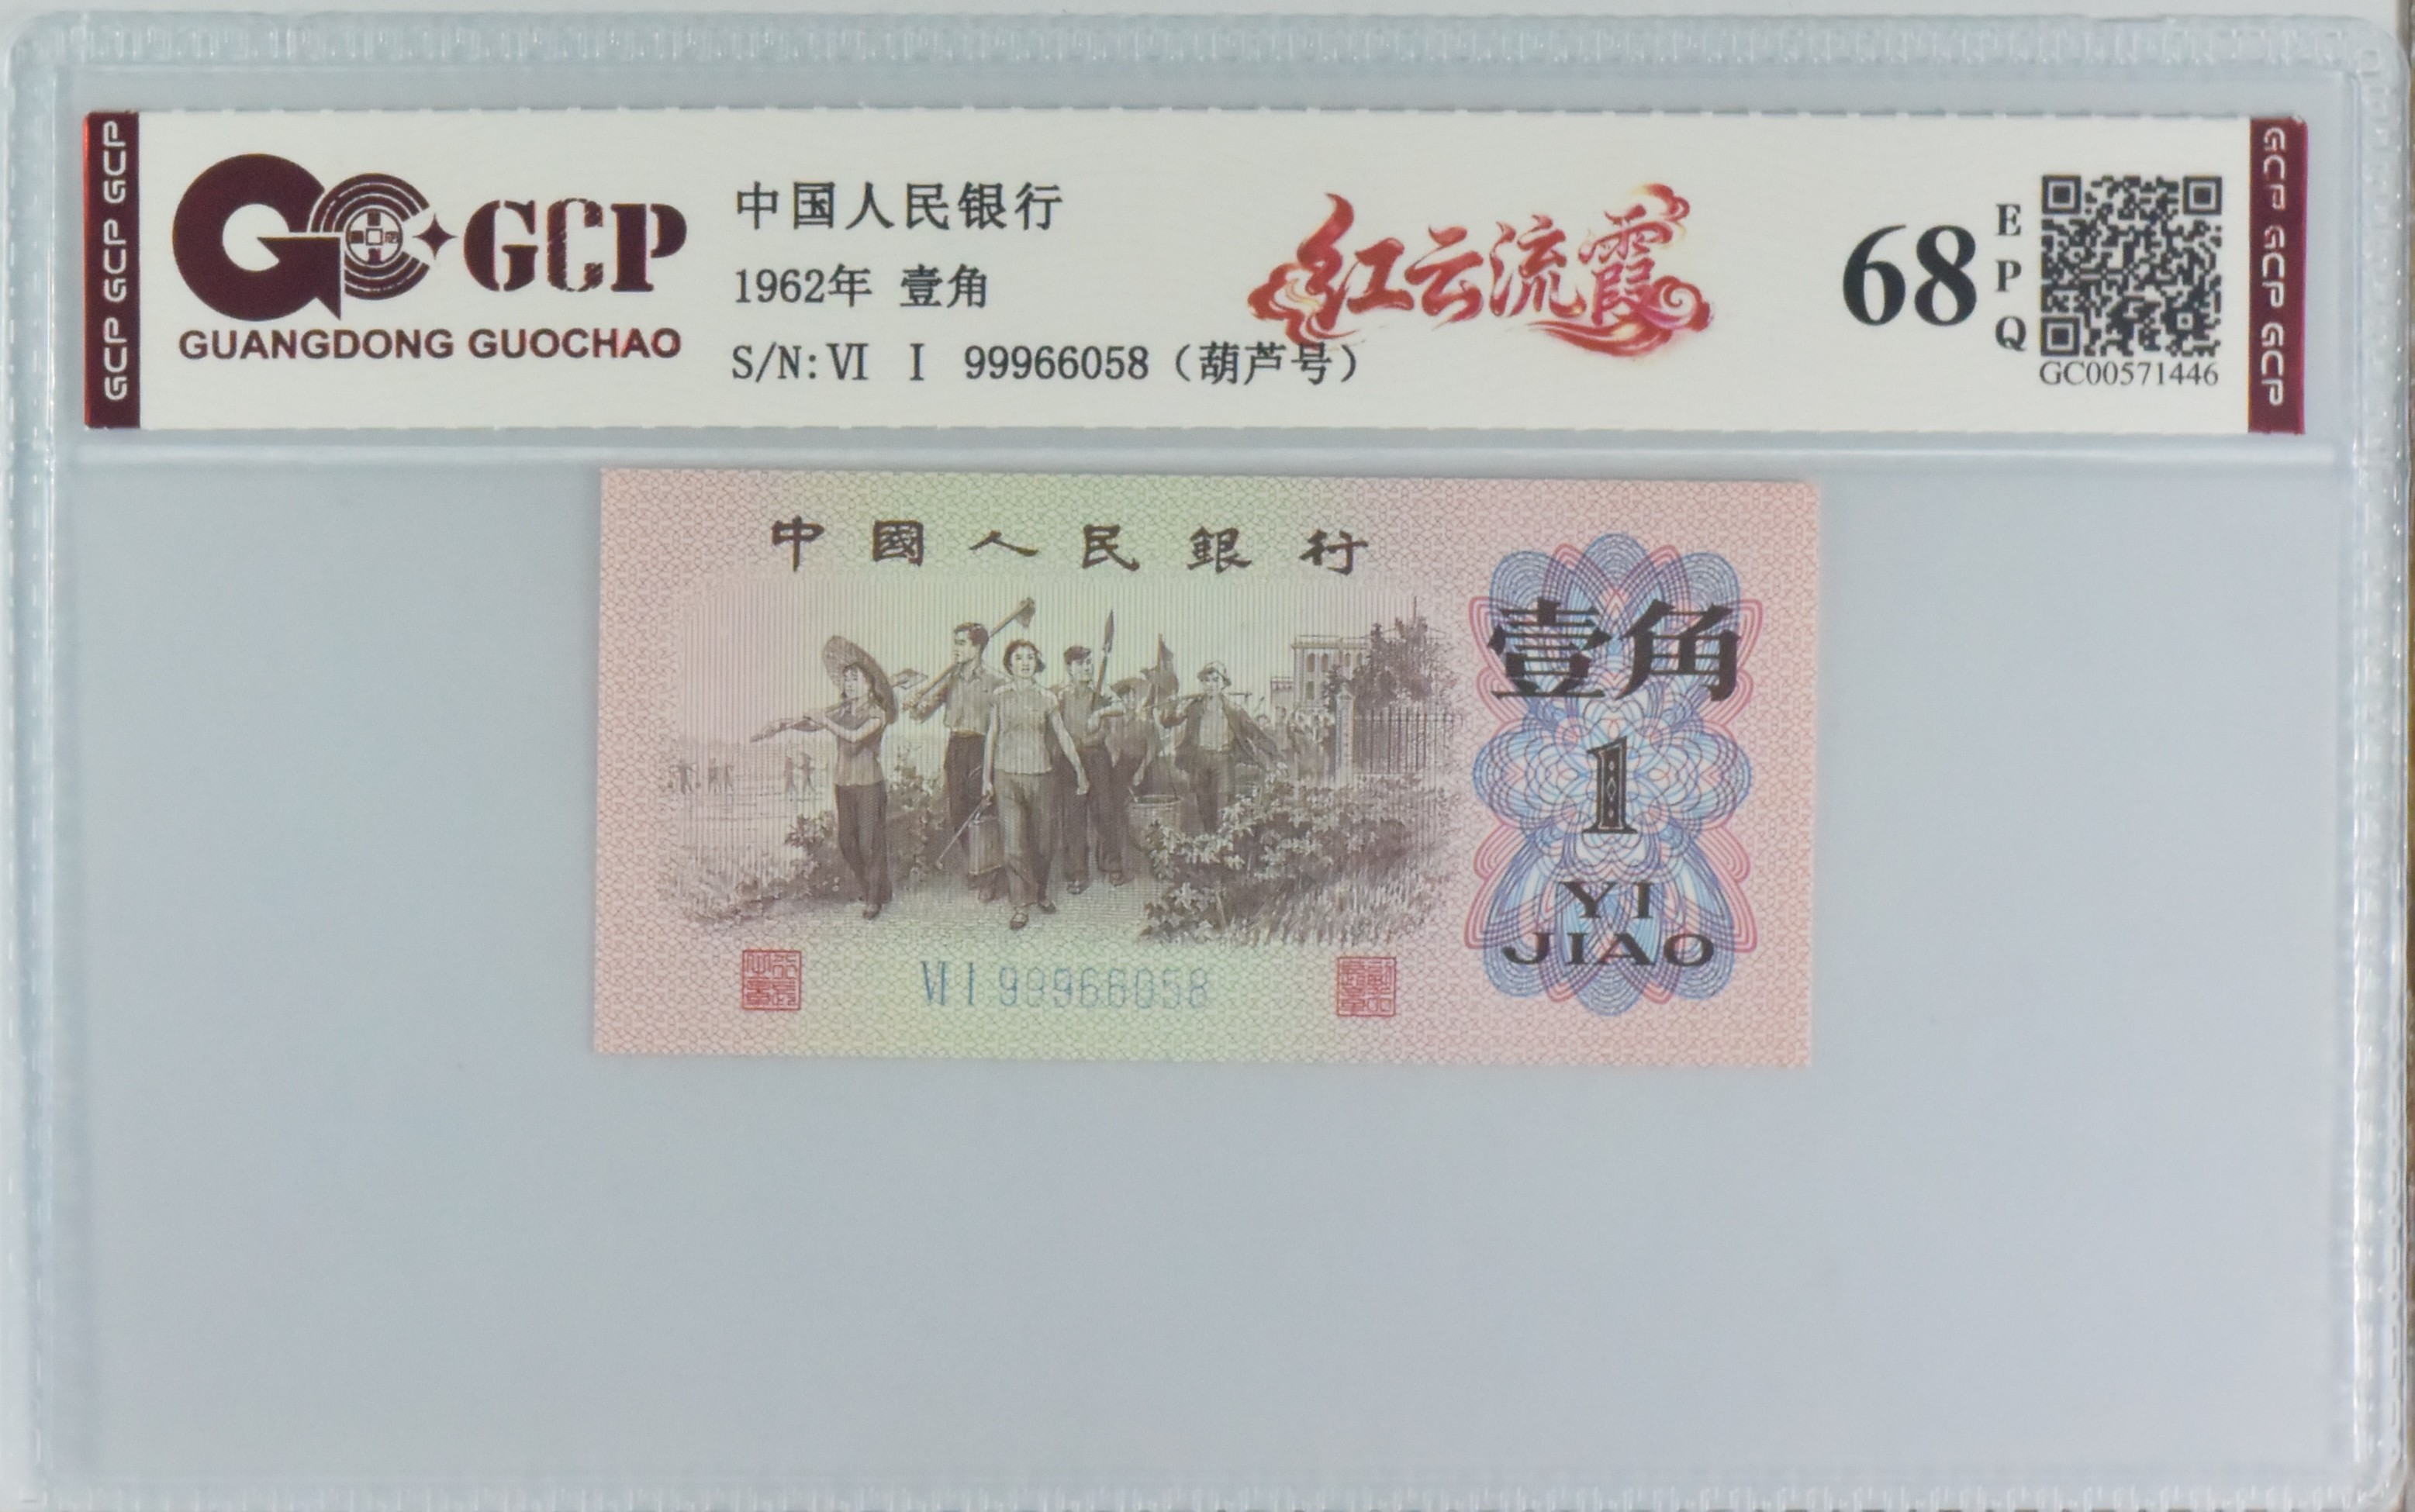 GCP GCP GCP
GCP
GUANGDONG GUOCHAO
中国人民银行
1962年 壹角
S/N:Ⅵ Ⅰ 99966058（葫芦号）
红云流霞
68
EPQ
GC00571446
GCP GCP GCP
中國人民銀行
壹角
1
YI
JIAO
ⅥⅠ99966058